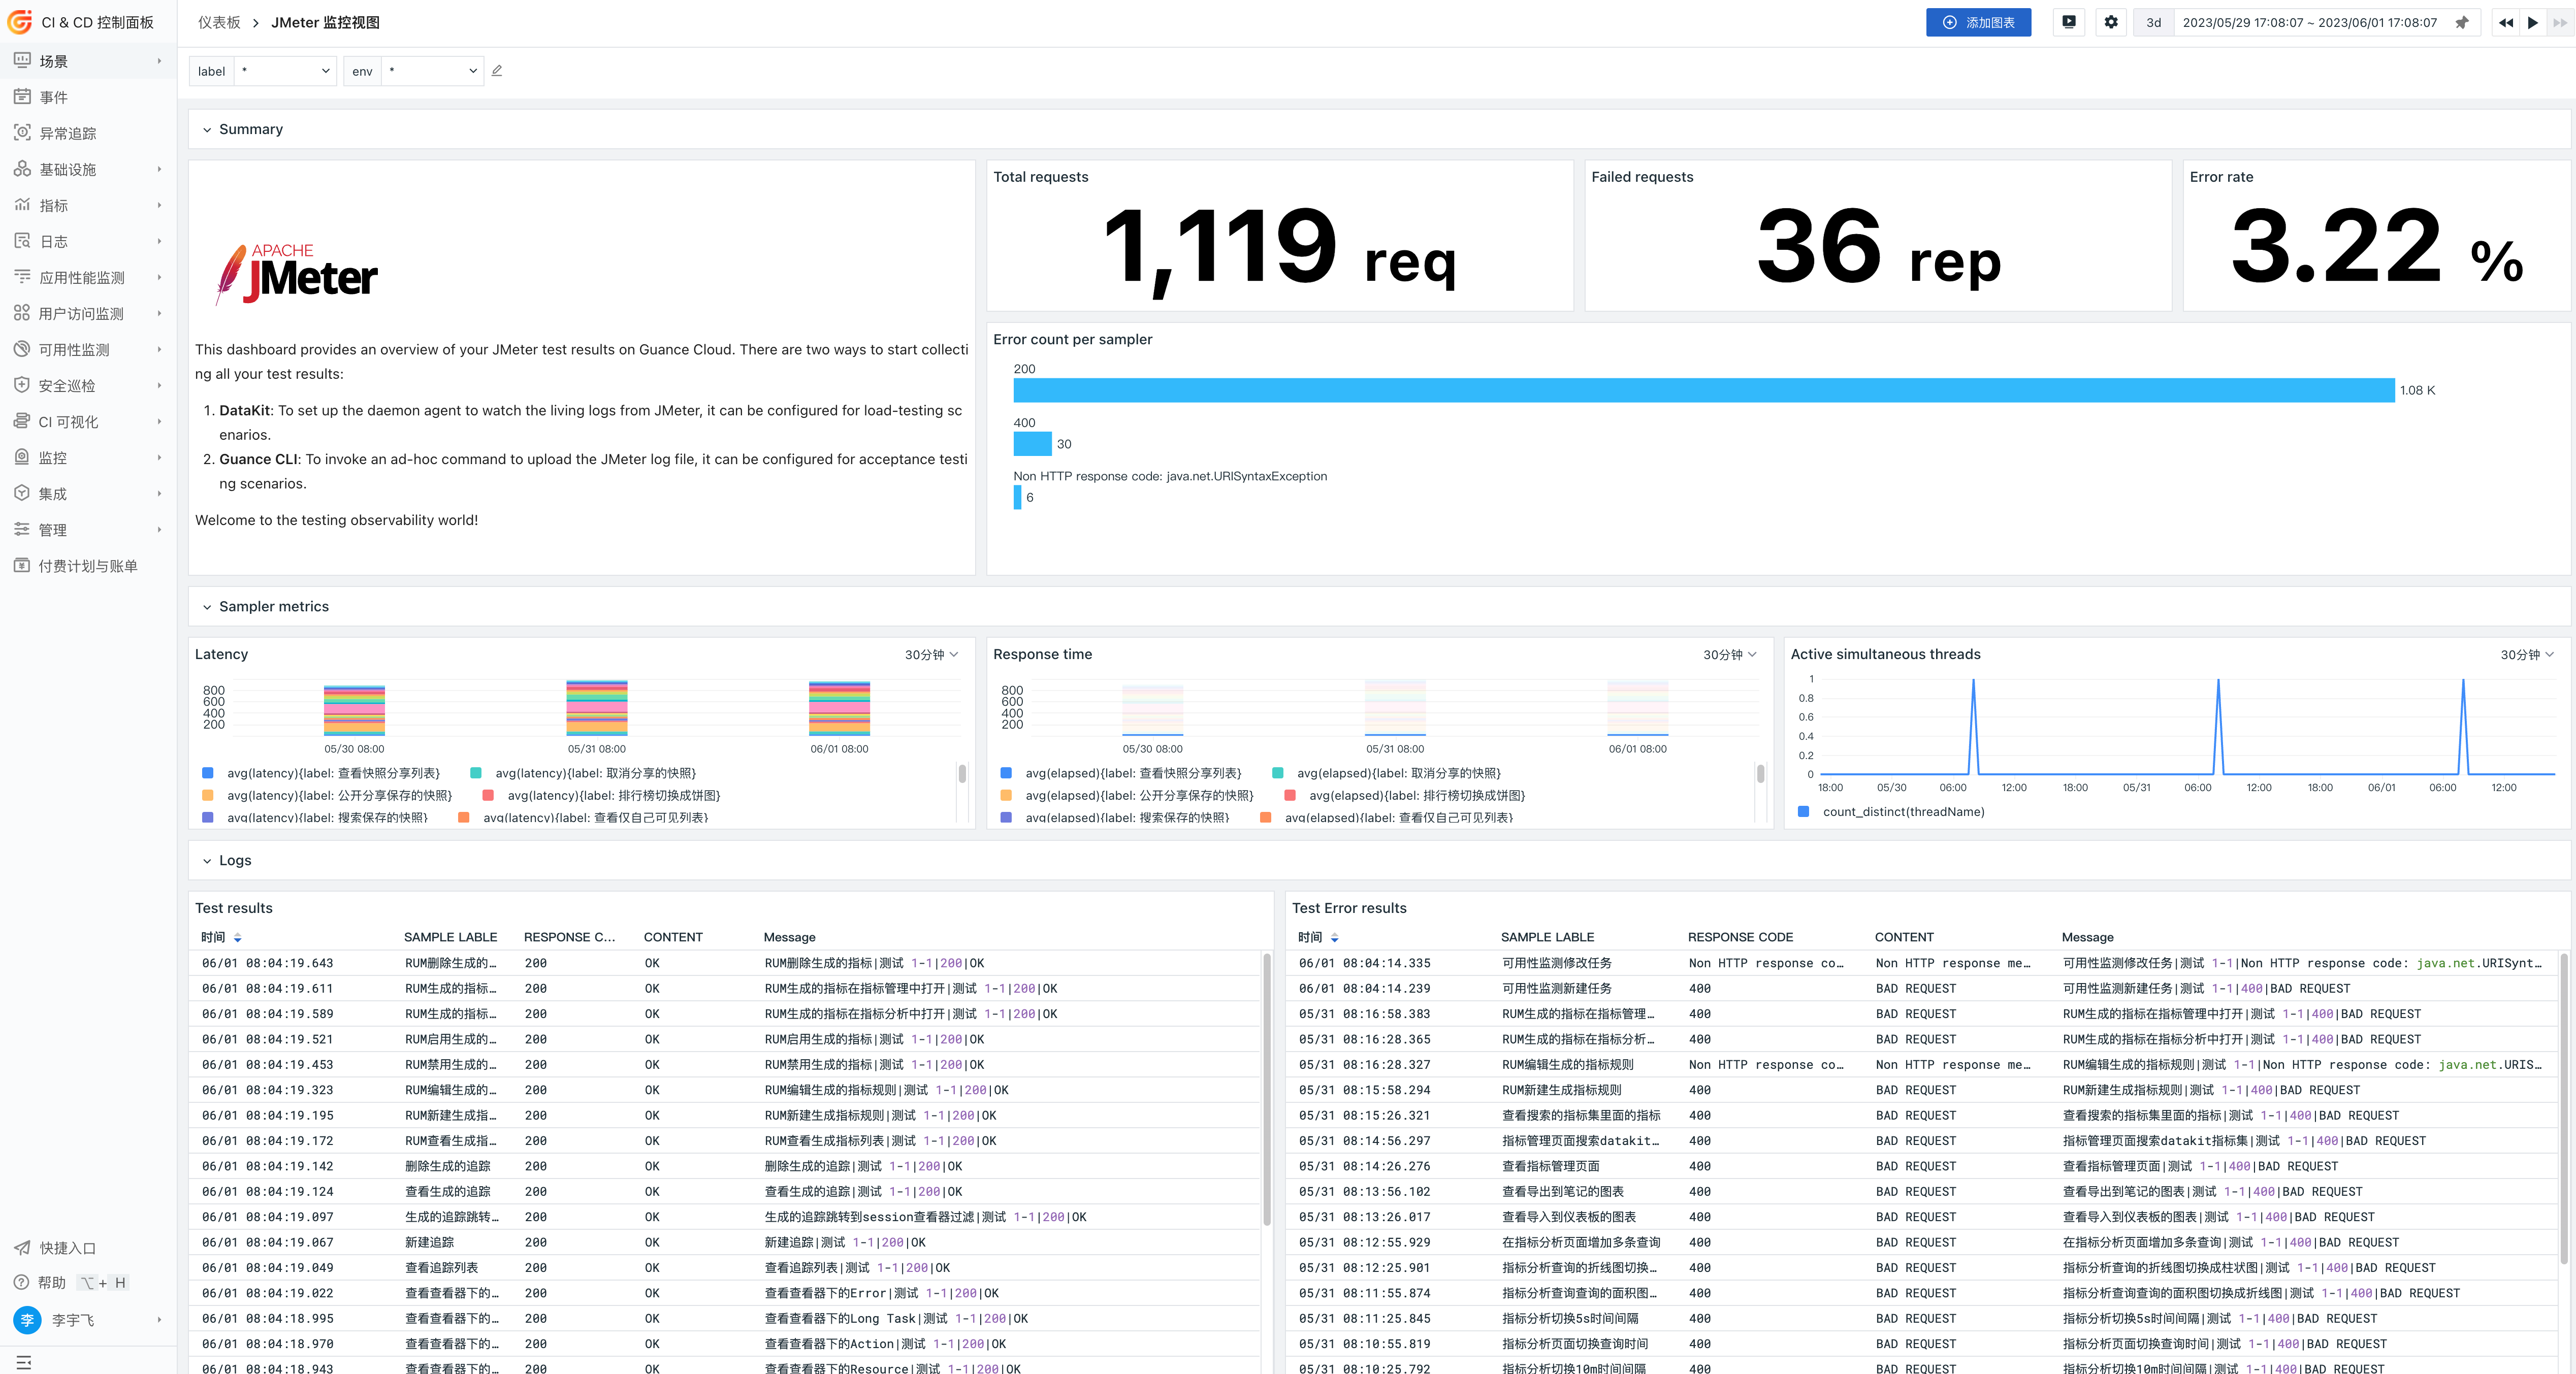 CI & CD 控制面板
仪表板 JMeter 监控视图
添加图表
3d 2023/05/29 17:08:07 ~ 2023/06/01 17:08:07
场景
事件
异常追踪
基础设施
指标
日志
应用性能监测
用户访问监测
可用性监测
安全巡检
CI 可视化
监控
集成
管理
付费计划与账单
快捷入口
帮助 ⌥ + H
李 李宇飞
label * env *
Summary
APACHE
JMeter
This dashboard provides an overview of your JMeter test results on Guance Cloud. There are two ways to start collecti
ng all your test results:
1. DataKit: To set up the daemon agent to watch the living logs from JMeter, it can be configured for load-testing sc
enarios.
2. Guance CLI: To invoke an ad-hoc command to upload the JMeter log file, it can be configured for acceptance testi
ng scenarios.
Welcome to the testing observability world!
Total requests
1,119 req
Failed requests
36 rep
Error rate
3.22 %
Error count per sampler
200
1.08 K
400
30
Non HTTP response code: java.net.URISyntaxException
6
Sampler metrics
Latency 30分钟
800
600
400
200
05/30 08:00 05/31 08:00 06/01 08:00
avg(latency){label: 查看快照分享列表} avg(latency){label: 取消分享的快照}
avg(latency){label: 公开分享保存的快照} avg(latency){label: 排行榜切换成饼图}
avg(latency){label: 搜索保存的快照} avg(latency){label: 查看仅自己可见列表}
Response time 30分钟
800
600
400
200
05/30 08:00 05/31 08:00 06/01 08:00
avg(elapsed){label: 查看快照分享列表} avg(elapsed){label: 取消分享的快照}
avg(elapsed){label: 公开分享保存的快照} avg(elapsed){label: 排行榜切换成饼图}
avg(elapsed){label: 搜索保存的快照} avg(elapsed){label: 查看仅自己可见列表}
Active simultaneous threads 30分钟
1
0.8
0.6
0.4
0.2
0
18:00 05/30 06:00 12:00 18:00 05/31 06:00 12:00 18:00 06/01 06:00 12:00
count_distinct(threadName)
Logs
Test results
时间 SAMPLE LABLE RESPONSE C... CONTENT Message
06/01 08:04:19.643 RUM删除生成的… 200 OK RUM删除生成的指标|测试 1-1|200|OK
06/01 08:04:19.611 RUM生成的指标… 200 OK RUM生成的指标在指标管理中打开|测试 1-1|200|OK
06/01 08:04:19.589 RUM生成的指标… 200 OK RUM生成的指标在指标分析中打开|测试 1-1|200|OK
06/01 08:04:19.521 RUM启用生成的… 200 OK RUM启用生成的指标|测试 1-1|200|OK
06/01 08:04:19.453 RUM禁用生成的… 200 OK RUM禁用生成的指标|测试 1-1|200|OK
06/01 08:04:19.323 RUM编辑生成的… 200 OK RUM编辑生成的指标规则|测试 1-1|200|OK
06/01 08:04:19.195 RUM新建生成指… 200 OK RUM新建生成指标规则|测试 1-1|200|OK
06/01 08:04:19.172 RUM查看生成指… 200 OK RUM查看生成指标列表|测试 1-1|200|OK
06/01 08:04:19.142 删除生成的追踪 200 OK 删除生成的追踪|测试 1-1|200|OK
06/01 08:04:19.124 查看生成的追踪 200 OK 查看生成的追踪|测试 1-1|200|OK
06/01 08:04:19.097 生成的追踪跳转… 200 OK 生成的追踪跳转到session查看器过滤|测试 1-1|200|OK
06/01 08:04:19.067 新建追踪 200 OK 新建追踪|测试 1-1|200|OK
06/01 08:04:19.049 查看追踪列表 200 OK 查看追踪列表|测试 1-1|200|OK
06/01 08:04:19.022 查看查看器下的… 200 OK 查看查看器下的Error|测试 1-1|200|OK
06/01 08:04:18.995 查看查看器下的… 200 OK 查看查看器下的Long Task|测试 1-1|200|OK
06/01 08:04:18.970 查看查看器下的… 200 OK 查看查看器下的Action|测试 1-1|200|OK
06/01 08:04:18.943 查看查看器下的… 200 OK 查看查看器下的Resource|测试 1-1|200|OK
Test Error results
时间 SAMPLE LABLE RESPONSE CODE CONTENT Message
06/01 08:04:14.335 可用性监测修改任务 Non HTTP response co… Non HTTP response me… 可用性监测修改任务|测试 1-1|Non HTTP response code: java.net.URISynt…
06/01 08:04:14.239 可用性监测新建任务 400 BAD REQUEST 可用性监测新建任务|测试 1-1|400|BAD REQUEST
05/31 08:16:58.383 RUM生成的指标在指标管理… 400 BAD REQUEST RUM生成的指标在指标管理中打开|测试 1-1|400|BAD REQUEST
05/31 08:16:28.365 RUM生成的指标在指标分析… 400 BAD REQUEST RUM生成的指标在指标分析中打开|测试 1-1|400|BAD REQUEST
05/31 08:16:28.327 RUM编辑生成的指标规则 Non HTTP response co… Non HTTP response me… RUM编辑生成的指标规则|测试 1-1|Non HTTP response code: java.net.URIS…
05/31 08:15:58.294 RUM新建生成指标规则 400 BAD REQUEST RUM新建生成指标规则|测试 1-1|400|BAD REQUEST
05/31 08:15:26.321 查看搜索的指标集里面的指标 400 BAD REQUEST 查看搜索的指标集里面的指标|测试 1-1|400|BAD REQUEST
05/31 08:14:56.297 指标管理页面搜索datakit… 400 BAD REQUEST 指标管理页面搜索datakit指标集|测试 1-1|400|BAD REQUEST
05/31 08:14:26.276 查看指标管理页面 400 BAD REQUEST 查看指标管理页面|测试 1-1|400|BAD REQUEST
05/31 08:13:56.102 查看导出到笔记的图表 400 BAD REQUEST 查看导出到笔记的图表|测试 1-1|400|BAD REQUEST
05/31 08:13:26.017 查看导入到仪表板的图表 400 BAD REQUEST 查看导入到仪表板的图表|测试 1-1|400|BAD REQUEST
05/31 08:12:55.929 在指标分析页面增加多条查询 400 BAD REQUEST 在指标分析页面增加多条查询|测试 1-1|400|BAD REQUEST
05/31 08:12:25.901 指标分析查询的折线图切换… 400 BAD REQUEST 指标分析查询的折线图切换成柱状图|测试 1-1|400|BAD REQUEST
05/31 08:11:55.874 指标分析查询查询的面积图… 400 BAD REQUEST 指标分析查询查询的面积图切换成折线图|测试 1-1|400|BAD REQUEST
05/31 08:11:25.845 指标分析切换5s时间间隔 400 BAD REQUEST 指标分析切换5s时间间隔|测试 1-1|400|BAD REQUEST
05/31 08:10:55.819 指标分析页面切换查询时间 400 BAD REQUEST 指标分析页面切换查询时间|测试 1-1|400|BAD REQUEST
05/31 08:10:25.792 指标分析切换10m时间间隔 400 BAD REQUEST 指标分析切换10m时间间隔|测试 1-1|400|BAD REQUEST